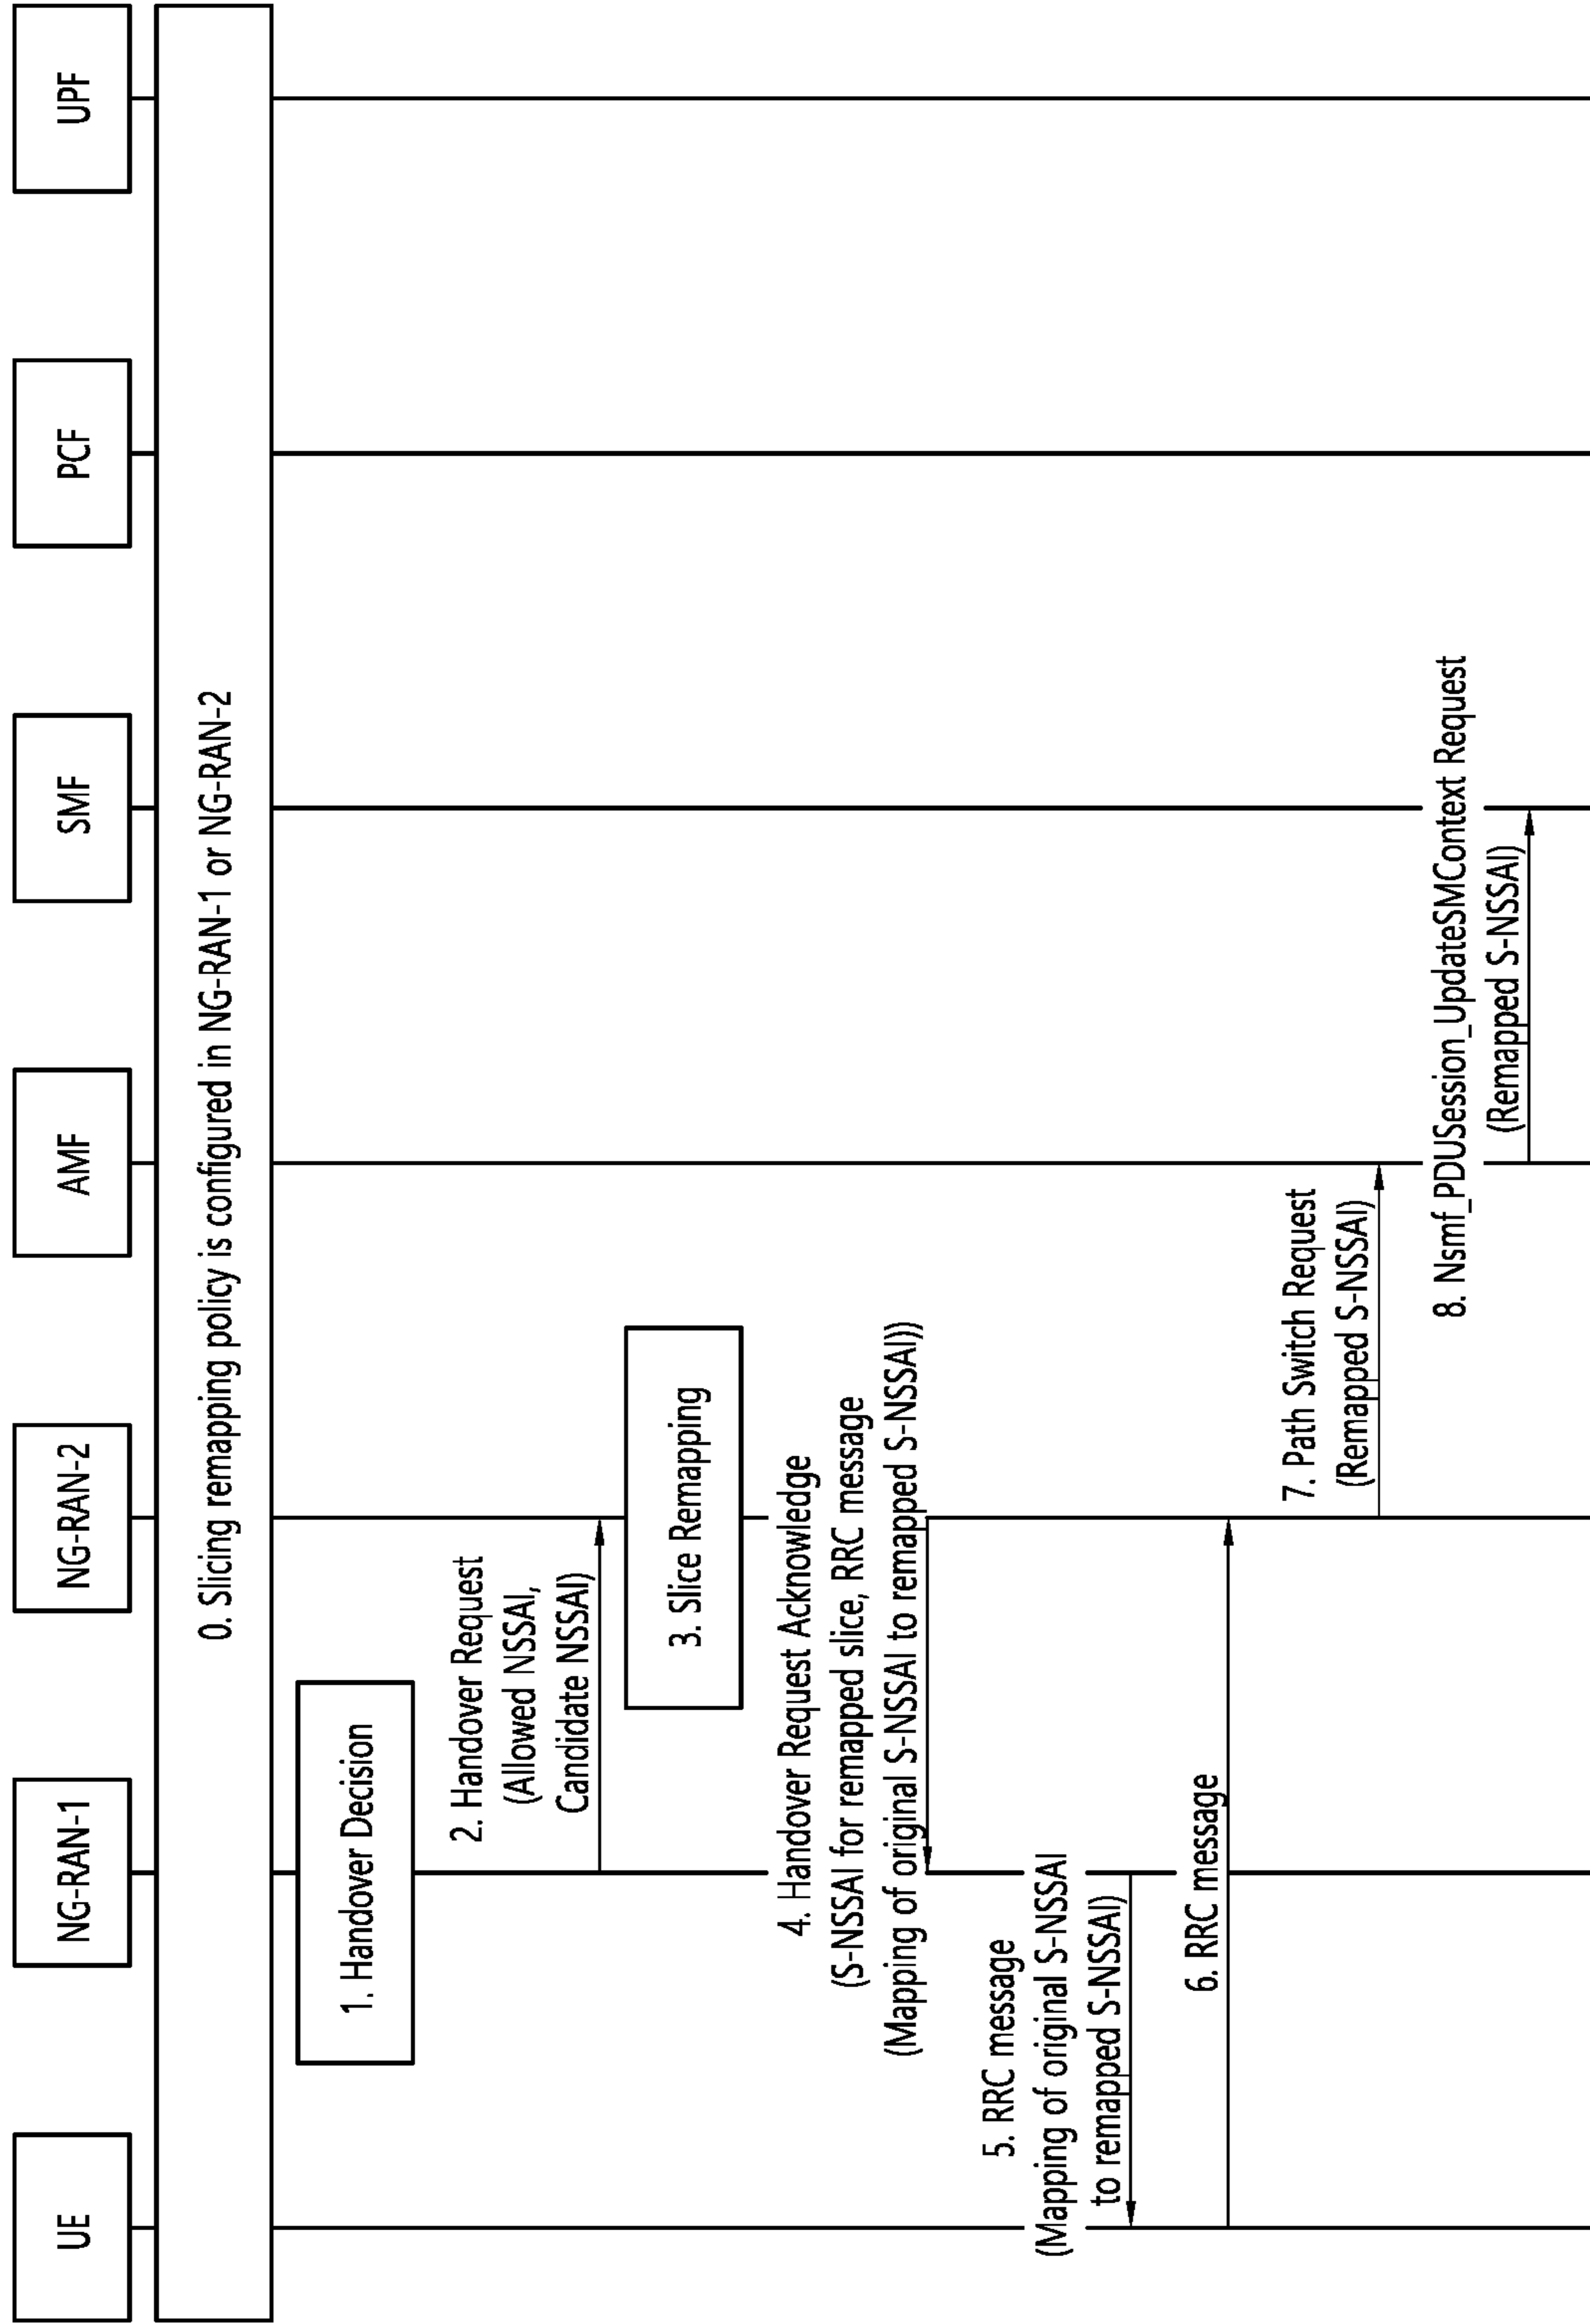 UE
NG-RAN-1
NG-RAN-2
AMF
SMF
PCF
UPF
0. Slicing remapping policy is configured in NG-RAN-1 or NG-RAN-2
1. Handover Decision
2. Handover Request
(Allowed NSSAI,
Candidate NSSAI)
3. Slice Remapping
4. Handover Request Acknowledge
(S-NSSAI for remapped slice, RRC message
(Mapping of original S-NSSAI to remapped S-NSSAI))
5. RRC message
(Mapping of original S-NSSAI
to remapped S-NSSAI)
6. RRC message
7. Path Switch Request
(Remapped S-NSSAI)
8. Nsmf_PDUSession_UpdateSMContext Request
(Remapped S-NSSAI)